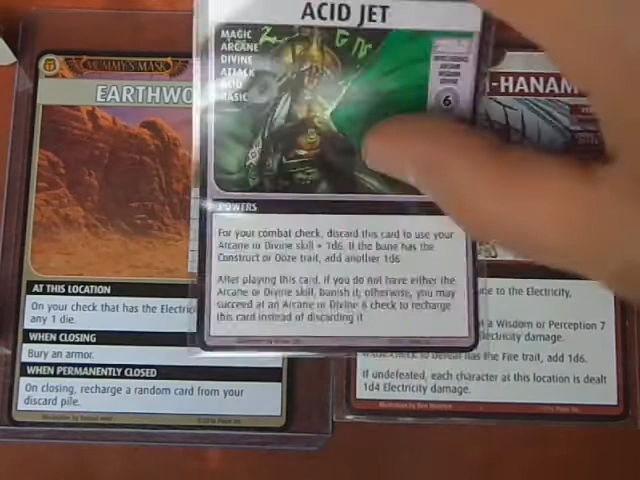 MUMMY'S MASK
EARTHWO
AT THIS LOCATION
On your check that has the Electric
any 1 die.
WHEN CLOSING
Bury an armor.
WHEN PERMANENTLY CLOSED
On closing, recharge a random card from your
discard pile.
ACID JET
MAGIC
ARCANE
DIVINE
ATTACK
ACID
BASIC
6
POWERS
For your combat check, discard this card to use your
Arcane or Divine skill + 1d6. If the bane has the
Construct or Ooze trait, add another 1d6
After playing this card, if you do not have either the
Arcane or Divine skill, banish it; otherwise, you may
succeed at an Arcane or Divine 6 check to recharge
this card instead of discarding it
-HANAM
ne to the Electricity,
a Wisdom or Perception 7
lectricity damage.
check to defeat has the Fire trait, add 1d6.
If undefeated, each character at this location is dealt
1d4 Electricity damage.